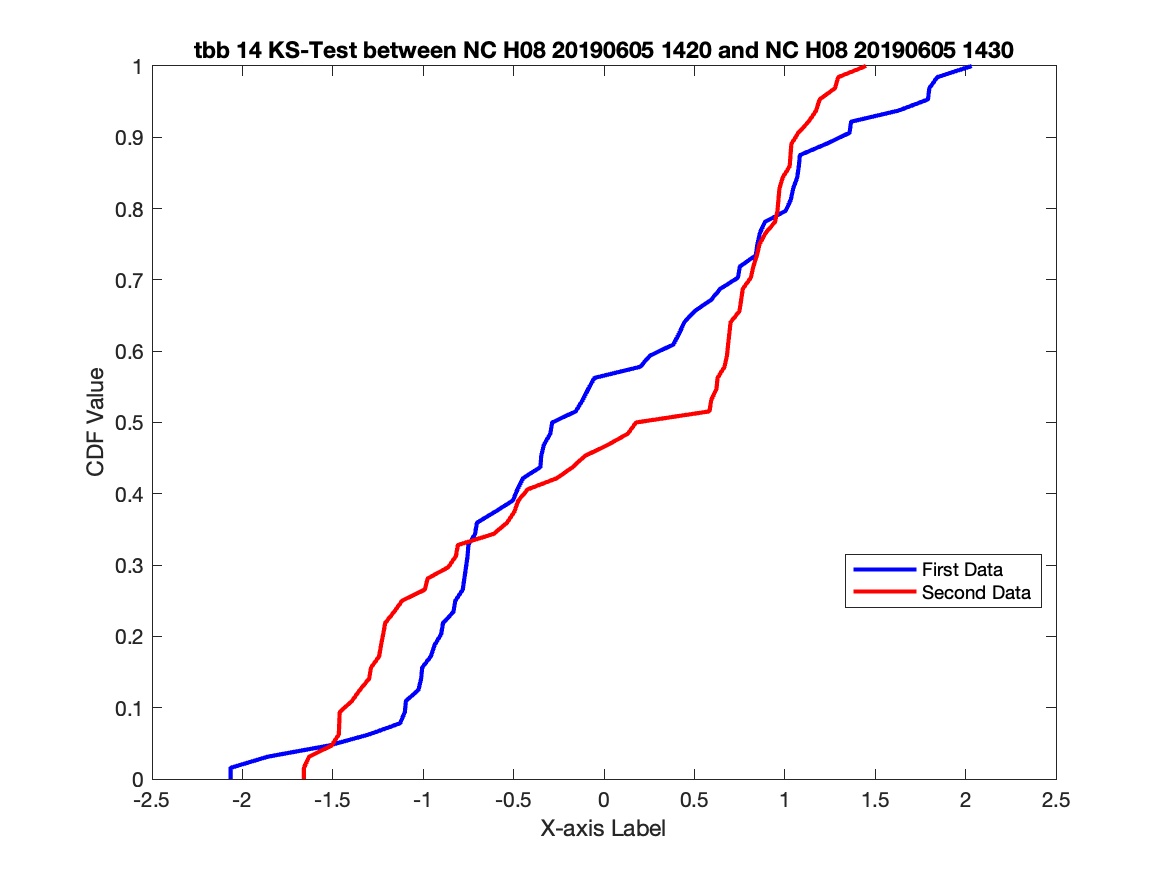 tbb 14 KS-Test between NC H08 20190605 1420 and NC H08 20190605 1430
1
0.9
0.8
0.7
0.6
0.5
0.4
0.3
0.2
0.1
0
CDF Value
First Data
Second Data
-2.5 -2 -1.5 -1 -0.5 0 0.5 1 1.5 2 2.5
X-axis Label